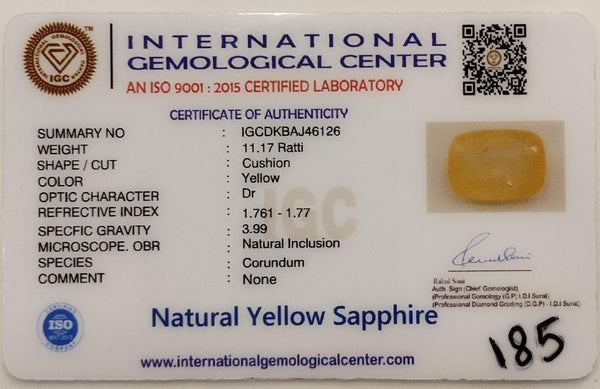 INTERNATIONAL
GEMOLOGICAL CENTER
AN ISO 9001 : 2015 CERTIFIED LABORATORY
IGC
TM
CERTIFICATE OF AUTHENTICITY
SUMMARY NO : IGCDKBAJ46126
WEIGHT : 11.17 Ratti
SHAPE / CUT : Cushion
COLOR : Yellow
OPTIC CHARACTER : Dr
REFRECTIVE INDEX : 1.761 - 1.77
SPECFIC GRAVITY : 3.99
MICROSCOPE. OBR : Natural Inclusion
SPECIES : Corundum
COMMENT : None
IGC
Rahul Soni
Auth. Sign (Chief Gemologist)
(Professional Gemology (G.P) I.D.I Surat)
(Professional Diamond Grading (D.G.P) - I.D.I Surat)
ISO
Natural Yellow Sapphire
www.internationalgemologicalcenter.com
185